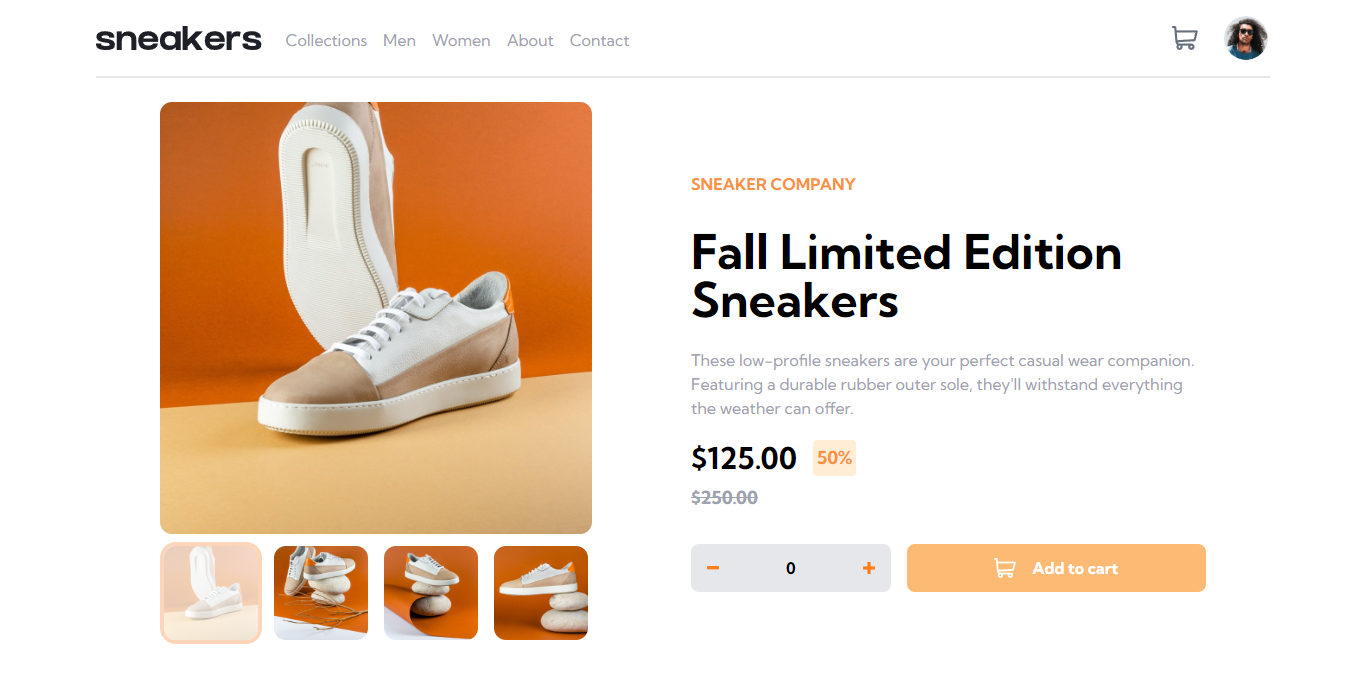 sneakers Collections Men Women About Contact
SNEAKER COMPANY
Fall Limited Edition
Sneakers
These low-profile sneakers are your perfect casual wear companion.
Featuring a durable rubber outer sole, they'll withstand everything
the weather can offer.
$125.00 50%
$250.00
0 Add to cart